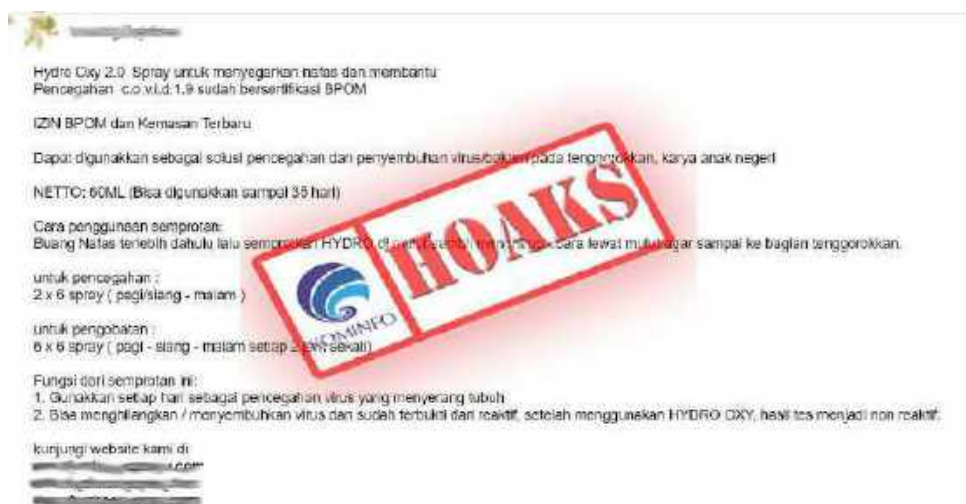 Hydro Oxy 2.0 Spray untuk menyegarkan nafas dan membantu
Pencegahan c.o.v.i.d.1.9 sudah bersertifikasi BPOM
IZIN BPOM dan Kemasan Terbaru
Dapat digunakkan sebagai solusi pencegahan dan penyembuhan virus/bakteri pada tenggorokkan, karya anak negeri
NETTO: 60ML (Bisa digunakkan sampai 35 hari)
Cara penggunaan semprotan:
Buang Nafas terlebih dahulu lalu semprotkan HYDRO di cara lewat mulut agar sampai ke bagian tenggorokkan.
untuk pencegahan :
2 x 6 spray ( pagi/siang - malam )
untuk pengobatan :
6 x 6 spray ( pagi - siang - malam setiap 2 jam sekali)
Fungsi dari semprotan ini:
1. Gunakkan setiap hari sebagai pencegahan virus yang menyerang tubuh
2. Bisa menghilangkan / menyembuhkan virus dan sudah terbukti dari reaktif, setelah menggunakan HYDRO OXY, hasil tes menjadi non reaktif.
kunjungi website kami di
.com
KOMINFO
HOAKS